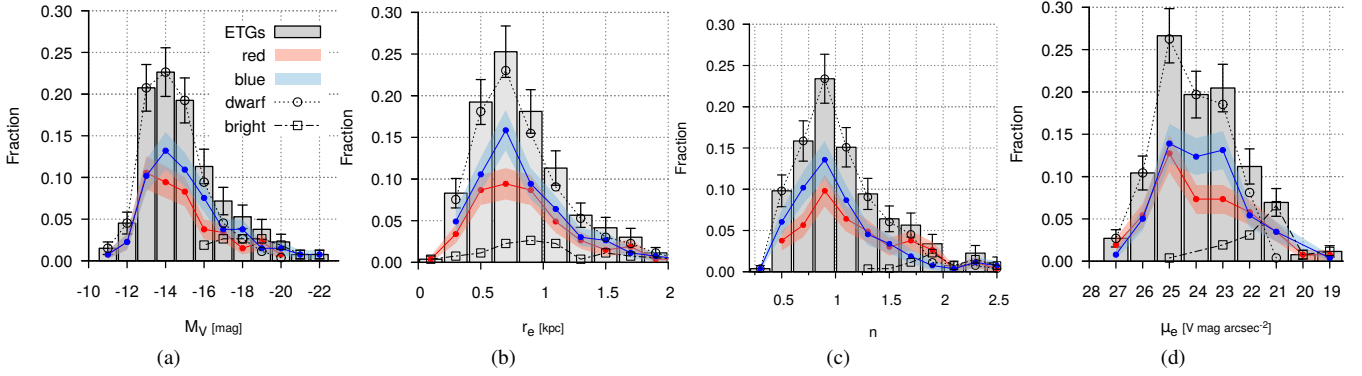 0.30
0.25
0.20
0.15
0.10
0.05
0.00
Fraction
ETGs
red
blue
dwarf
bright
-10 -12 -14 -16 -18 -20 -22
M_V [mag]
(a)
0.30
0.25
0.20
0.15
0.10
0.05
0.00
Fraction
0 0.5 1 1.5 2
r_e [kpc]
(b)
0.30
0.25
0.20
0.15
0.10
0.05
0.00
Fraction
0.5 1 1.5 2 2.5
n
(c)
0.30
0.25
0.20
0.15
0.10
0.05
0.00
Fraction
28 27 26 25 24 23 22 21 20 19
μ_e [V mag arcsec-2]
(d)